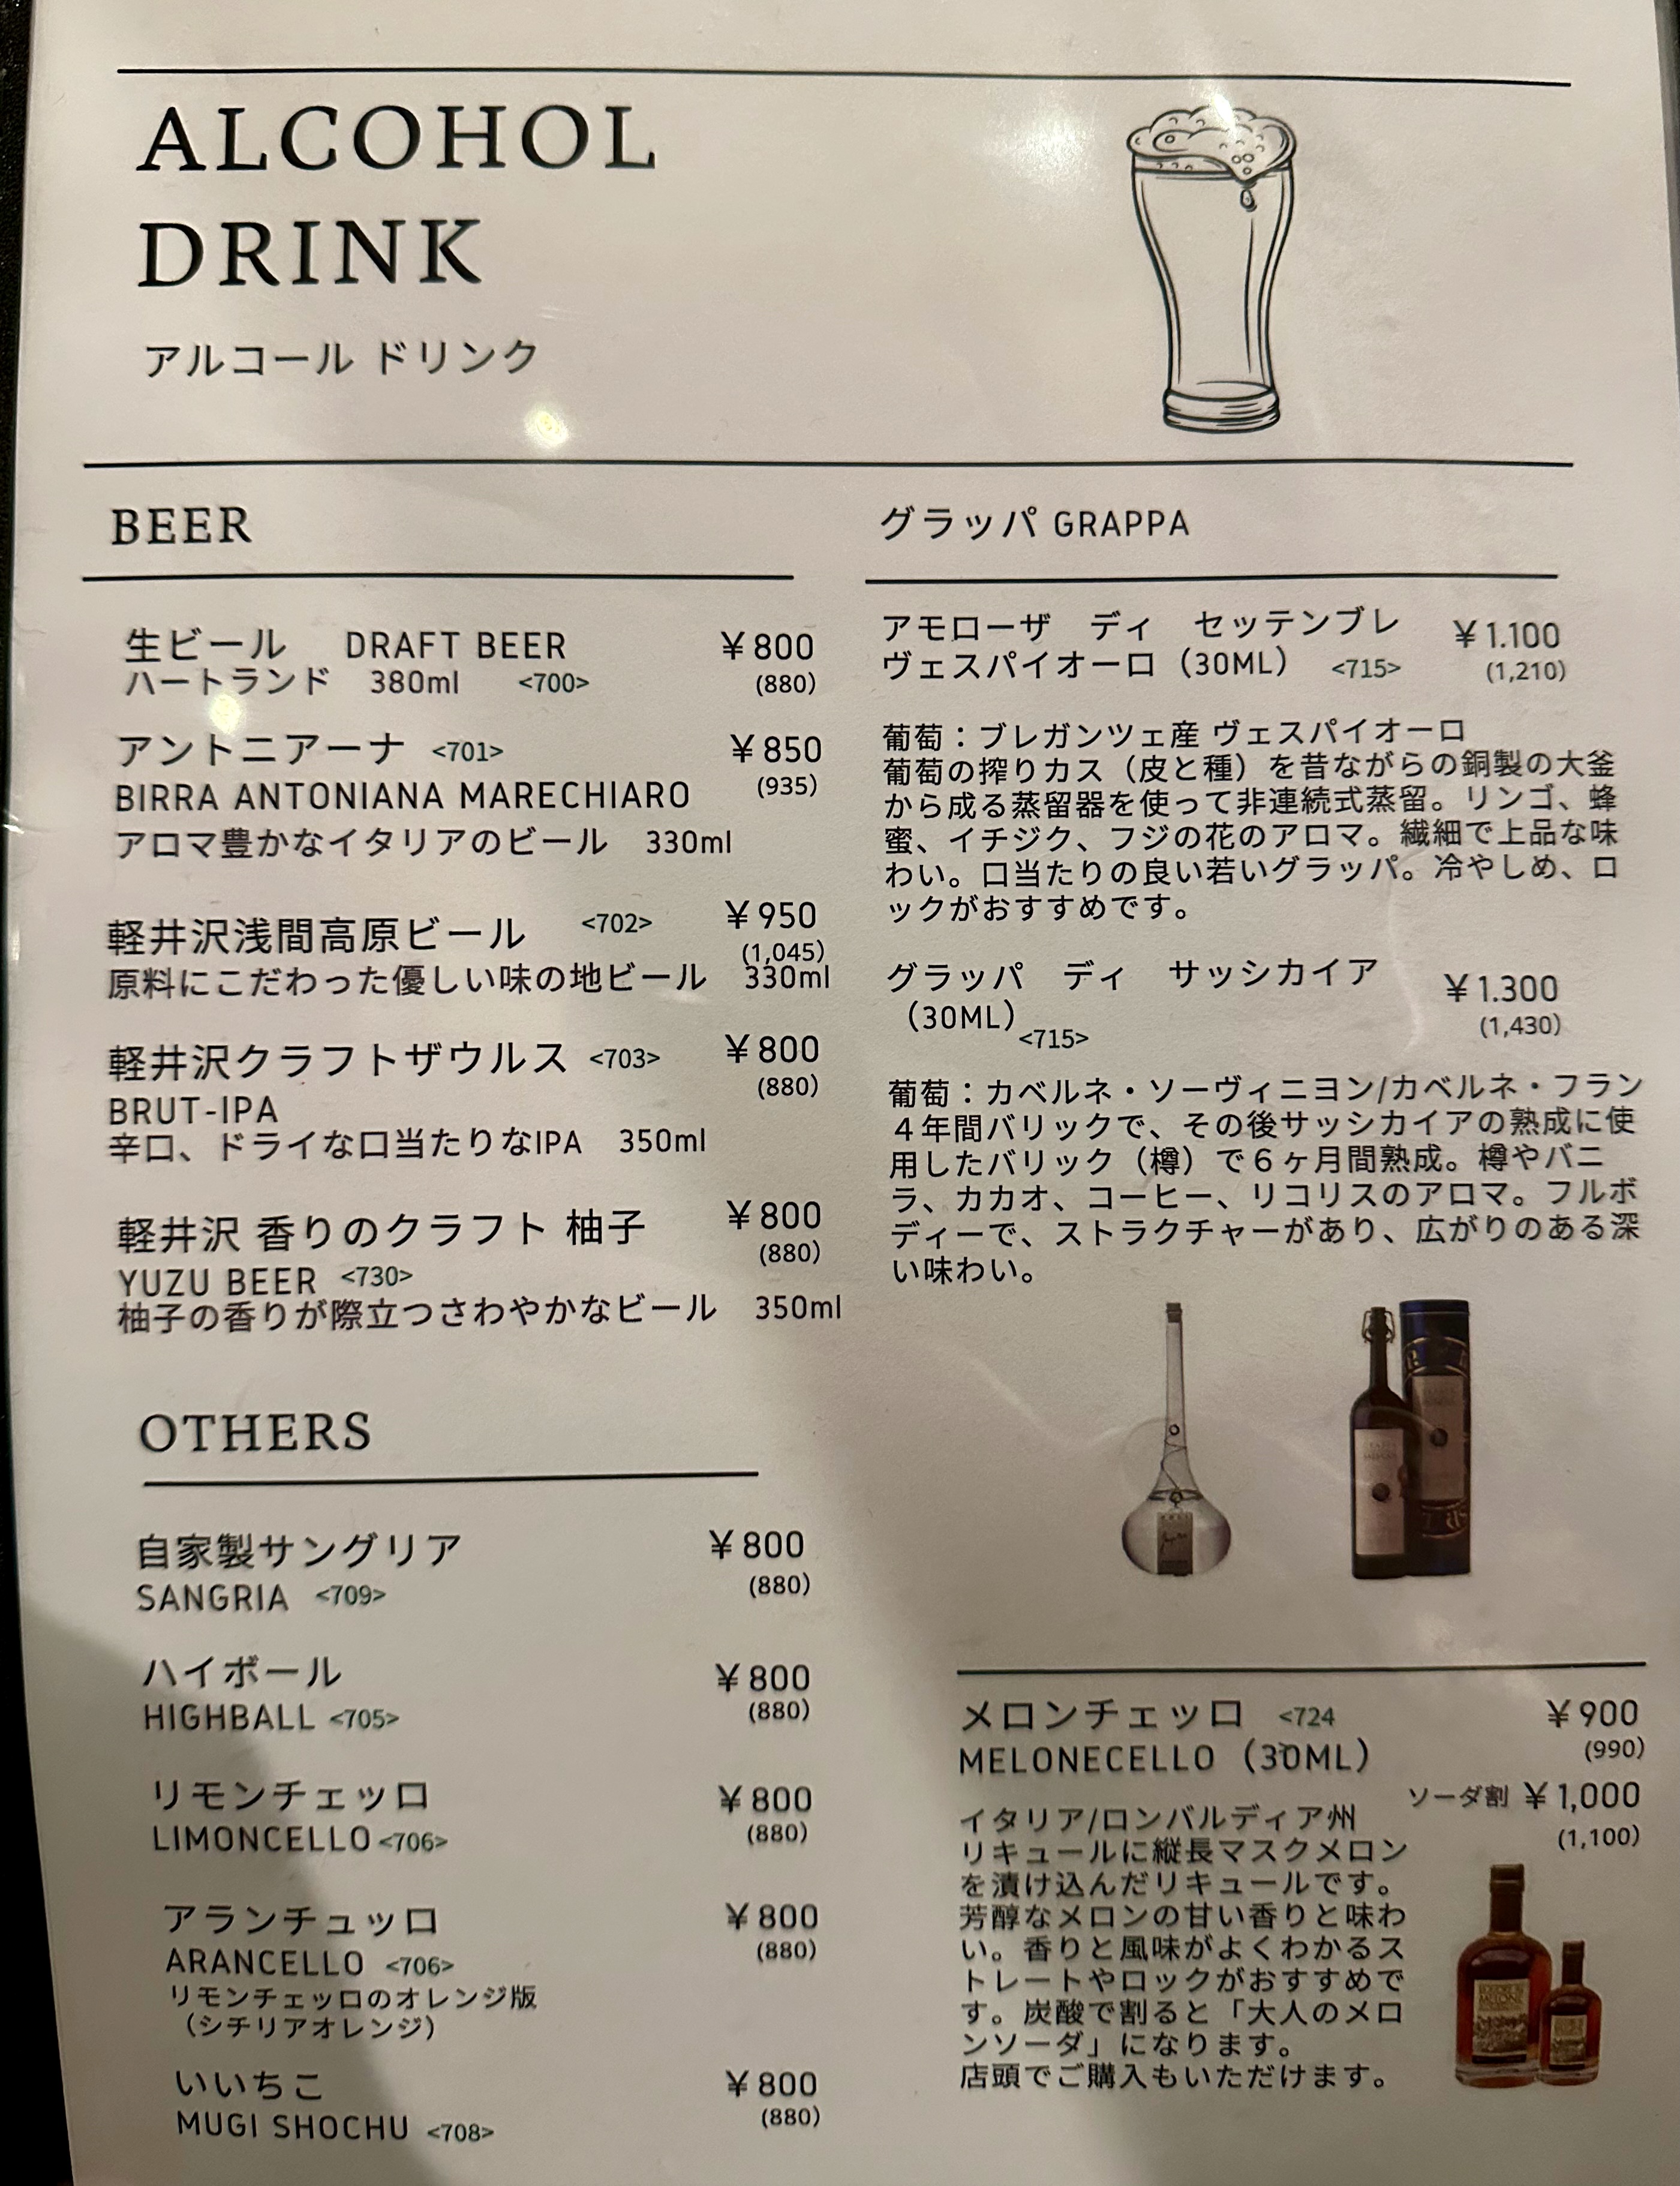 ALCOHOL
DRINK
アルコール ドリンク
BEER
生ビール DRAFT BEER ¥800
ハートランド 380ml <700> (880)
アントニアーナ <701> ¥850
BIRRA ANTONIANA MARECHIARO (935)
アロマ豊かなイタリアのビール 330ml
軽井沢浅間高原ビール <702> ¥950
(1,045)
原料にこだわった優しい味の地ビール 330ml
軽井沢クラフトザウルス <703> ¥800
BRUT-IPA (880)
辛口、ドライな口当たりなIPA 350ml
軽井沢 香りのクラフト 柚子 ¥800
YUZU BEER <730> (880)
柚子の香りが際立つさわやかなビール 350ml
OTHERS
自家製サングリア ¥800
SANGRIA <709> (880)
ハイボール ¥800
HIGHBALL <705> (880)
リモンチェッロ ¥800
LIMONCELLO <706> (880)
アランチュッロ ¥800
ARANCELLO <706> (880)
リモンチェッロのオレンジ版
（シチリアオレンジ）
いいちこ ¥800
MUGI SHOCHU <708> (880)
グラッパ GRAPPA
アモローザ ディ セッテンブレ ¥1.100
ヴェスパイオーロ（30ML） <715> (1,210)
葡萄：ブレガンツェ産 ヴェスパイオーロ
葡萄の搾りカス（皮と種）を昔ながらの銅製の大釜
から成る蒸留器を使って非連続式蒸留。リンゴ、蜂
蜜、イチジク、フジの花のアロマ。繊細で上品な味
わい。口当たりの良い若いグラッパ。冷やしめ、ロ
ックがおすすめです。
グラッパ ディ サッシカイア ¥1.300
（30ML） <715> (1,430)
葡萄：カベルネ・ソーヴィニヨン/カベルネ・フラン
４年間バリックで、その後サッシカイアの熟成に使
用したバリック（樽）で６ヶ月間熟成。樽やバニ
ラ、カカオ、コーヒー、リコリスのアロマ。フルボ
ディーで、ストラクチャーがあり、広がりのある深
い味わい。
メロンチェッロ <724 ¥900
MELONECELLO（30ML） (990)
ソーダ割 ¥1,000
(1,100)
イタリア/ロンバルディア州
リキュールに縦長マスクメロン
を漬け込んだリキュールです。
芳醇なメロンの甘い香りと味わ
い。香りと風味がよくわかるス
トレートやロックがおすすめで
す。炭酸で割ると「大人のメロ
ンソーダ」になります。
店頭でご購入もいただけます。